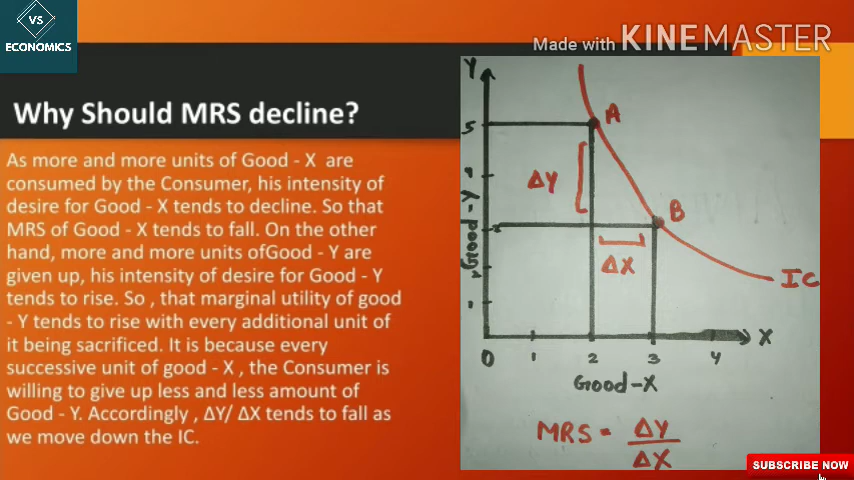 VS
ECONOMICS
Made with KINEMASTER
Why Should MRS decline?
As more and more units of Good - X are
consumed by the Consumer, his intensity of
desire for Good - X tends to decline. So that
MRS of Good - X tends to fall. On the other
hand, more and more units ofGood - Y are
given up, his intensity of desire for Good - Y
tends to rise. So , that marginal utility of good
- Y tends to rise with every additional unit of
it being sacrificed. It is because every
successive unit of good - X , the Consumer is
willing to give up less and less amount of
Good - Y. Accordingly , ΔY/ ΔX tends to fall as
we move down the IC.
Y
5
A
ΔY
B
Good-Y
ΔX
IC
X
0 1 2 3 4
Good-X
MRS = ΔY
ΔX
SUBSCRIBE NOW